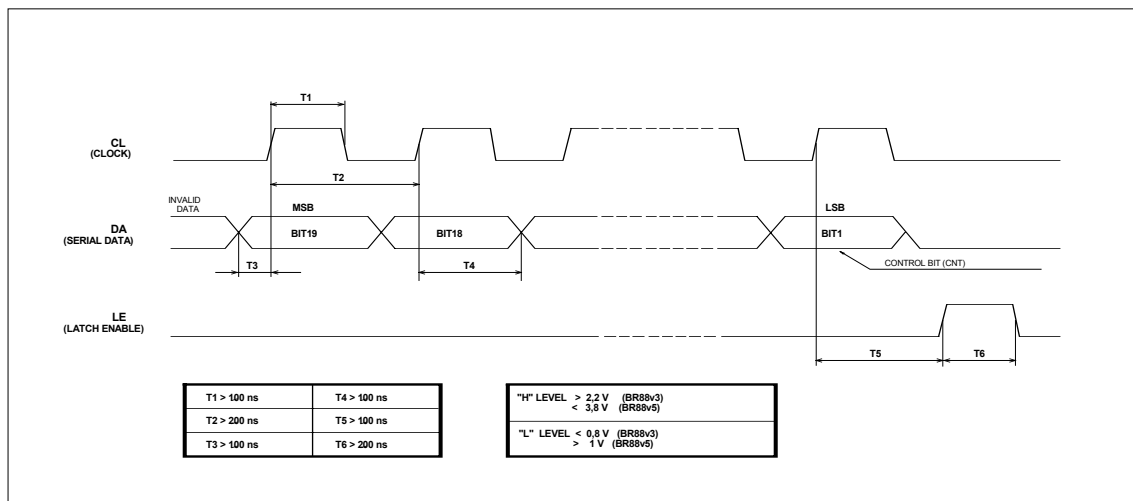 T1
CL
(CLOCK)
T2
INVALID
DATA
MSB
LSB
DA
(SERIAL DATA)
BIT19
BIT18
BIT1
T3
T4
CONTROL BIT (CNT)
LE
(LATCH ENABLE)
T5
T6
T1 > 100 ns
T4 > 100 ns
T2 > 200 ns
T5 > 100 ns
T3 > 100 ns
T6 > 200 ns
"H" LEVEL > 2,2 V (BR88v3)
< 3,8 V (BR88v5)
"L" LEVEL < 0,8 V (BR88v3)
> 1 V (BR88v5)